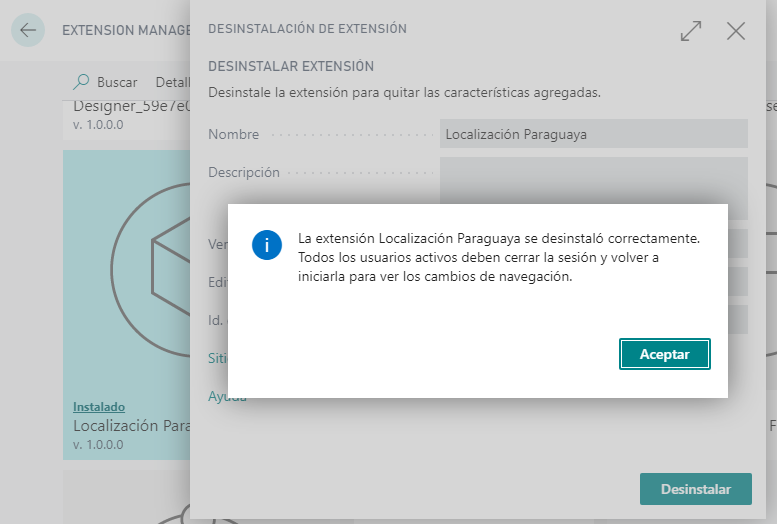 EXTENSION MANAGE
Buscar Detall
Designer_59e7e0
v. 1.0.0.0
Instalado
Localización Para
v. 1.0.0.0
DESINSTALACIÓN DE EXTENSIÓN
DESINSTALAR EXTENSIÓN
Desinstale la extensión para quitar las características agregadas.
Nombre Localización Paraguaya
Descripción
Ver
Edi
Id.
Siti
Ayuda
La extensión Localización Paraguaya se desinstaló correctamente.
Todos los usuarios activos deben cerrar la sesión y volver a
iniciarla para ver los cambios de navegación.
Aceptar
Desinstalar
se
F